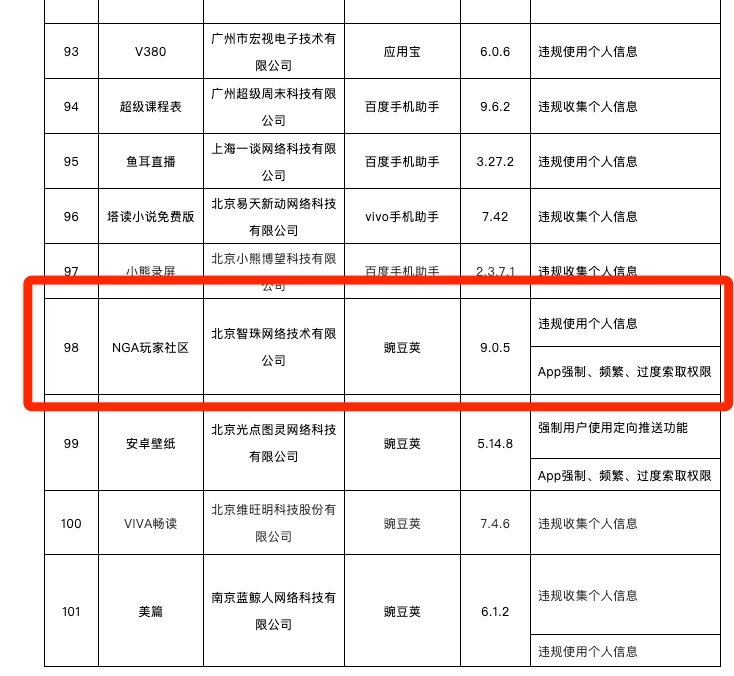 93
V380
广州市宏视电子技术有
限公司
应用宝
6.0.6
违规使用个人信息
94
超级课程表
广州超级周末科技有限
公司
百度手机助手
9.6.2
违规收集个人信息
95
鱼耳直播
上海一谈网络科技有限
公司
百度手机助手
3.27.2
违规使用个人信息
96
塔读小说免费版
北京易天新动网络科技
有限公司
vivo手机助手
7.42
违规收集个人信息
97
小熊录屏
北京小熊博望科技有限
公司
百度手机助手
2.3.7.1
违规收集个人信息
98
NGA玩家社区
北京智珠网络技术有限
公司
豌豆荚
9.0.5
违规使用个人信息
App强制、频繁、过度索取权限
99
安卓壁纸
北京光点图灵网络科技
有限公司
豌豆荚
5.14.8
强制用户使用定向推送功能
App强制、频繁、过度索取权限
100
VIVA畅读
北京维旺明科技股份有
限公司
豌豆荚
7.4.6
违规收集个人信息
101
美篇
南京蓝鲸人网络科技有
限公司
豌豆荚
6.1.2
违规收集个人信息
违规使用个人信息